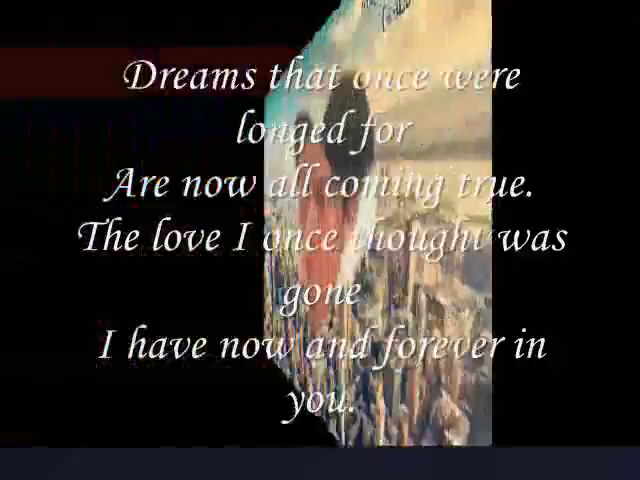 Dreams that once were
longed for
Are now all coming true.
The love I once thought was
gone
I have now and forever in
you.